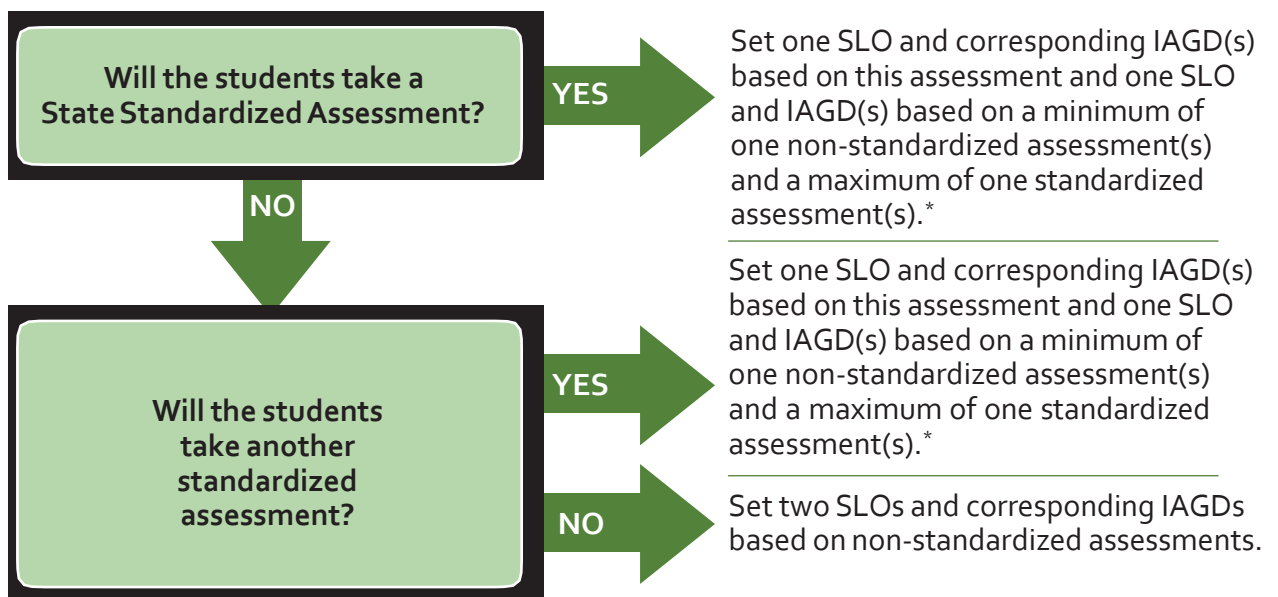 Will the students take a
State Standardized Assessment?
YES
Set one SLO and corresponding IAGD(s)
based on this assessment and one SLO
and IAGD(s) based on a minimum of
one non-standardized assessment(s)
and a maximum of one standardized
assessment(s).*
NO
Will the students
take another
standardized
assessment?
YES
Set one SLO and corresponding IAGD(s)
based on this assessment and one SLO
and IAGD(s) based on a minimum of
one non-standardized assessment(s)
and a maximum of one standardized
assessment(s).*
NO
Set two SLOs and corresponding IAGDs
based on non-standardized assessments.